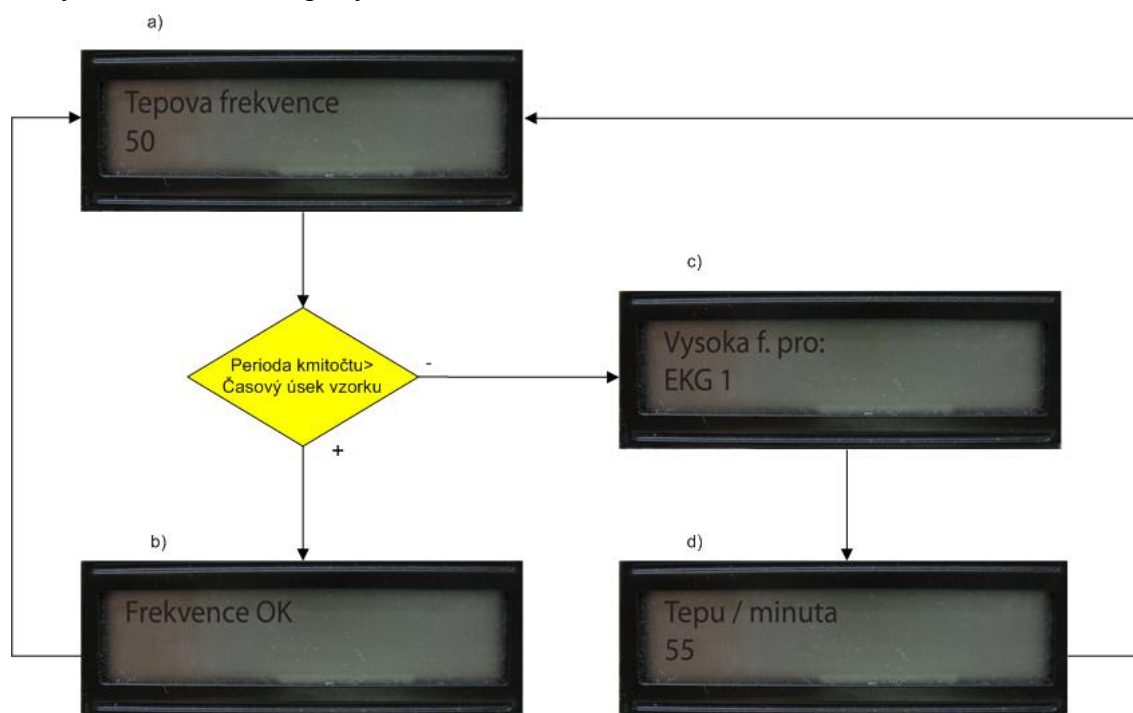 a)
Tepova frekvence
50
c)
Vysoka f. pro:
EKG 1
Perioda kmitočtu>
Časový úsek vzorku
-
+
b)
Frekvence OK
d)
Tepu / minuta
55